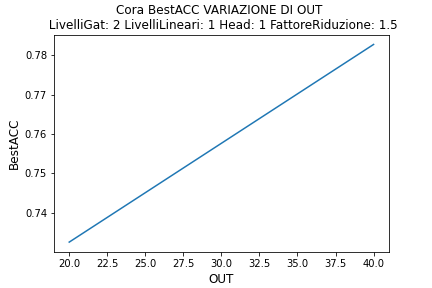 Cora BestACC VARIAZIONE DI OUT
LivelliGat: 2 LivelliLineari: 1 Head: 1 FattoreRiduzione: 1.5
0.78
0.77
0.76
0.75
0.74
BestACC
20.0 22.5 25.0 27.5 30.0 32.5 35.0 37.5 40.0
OUT